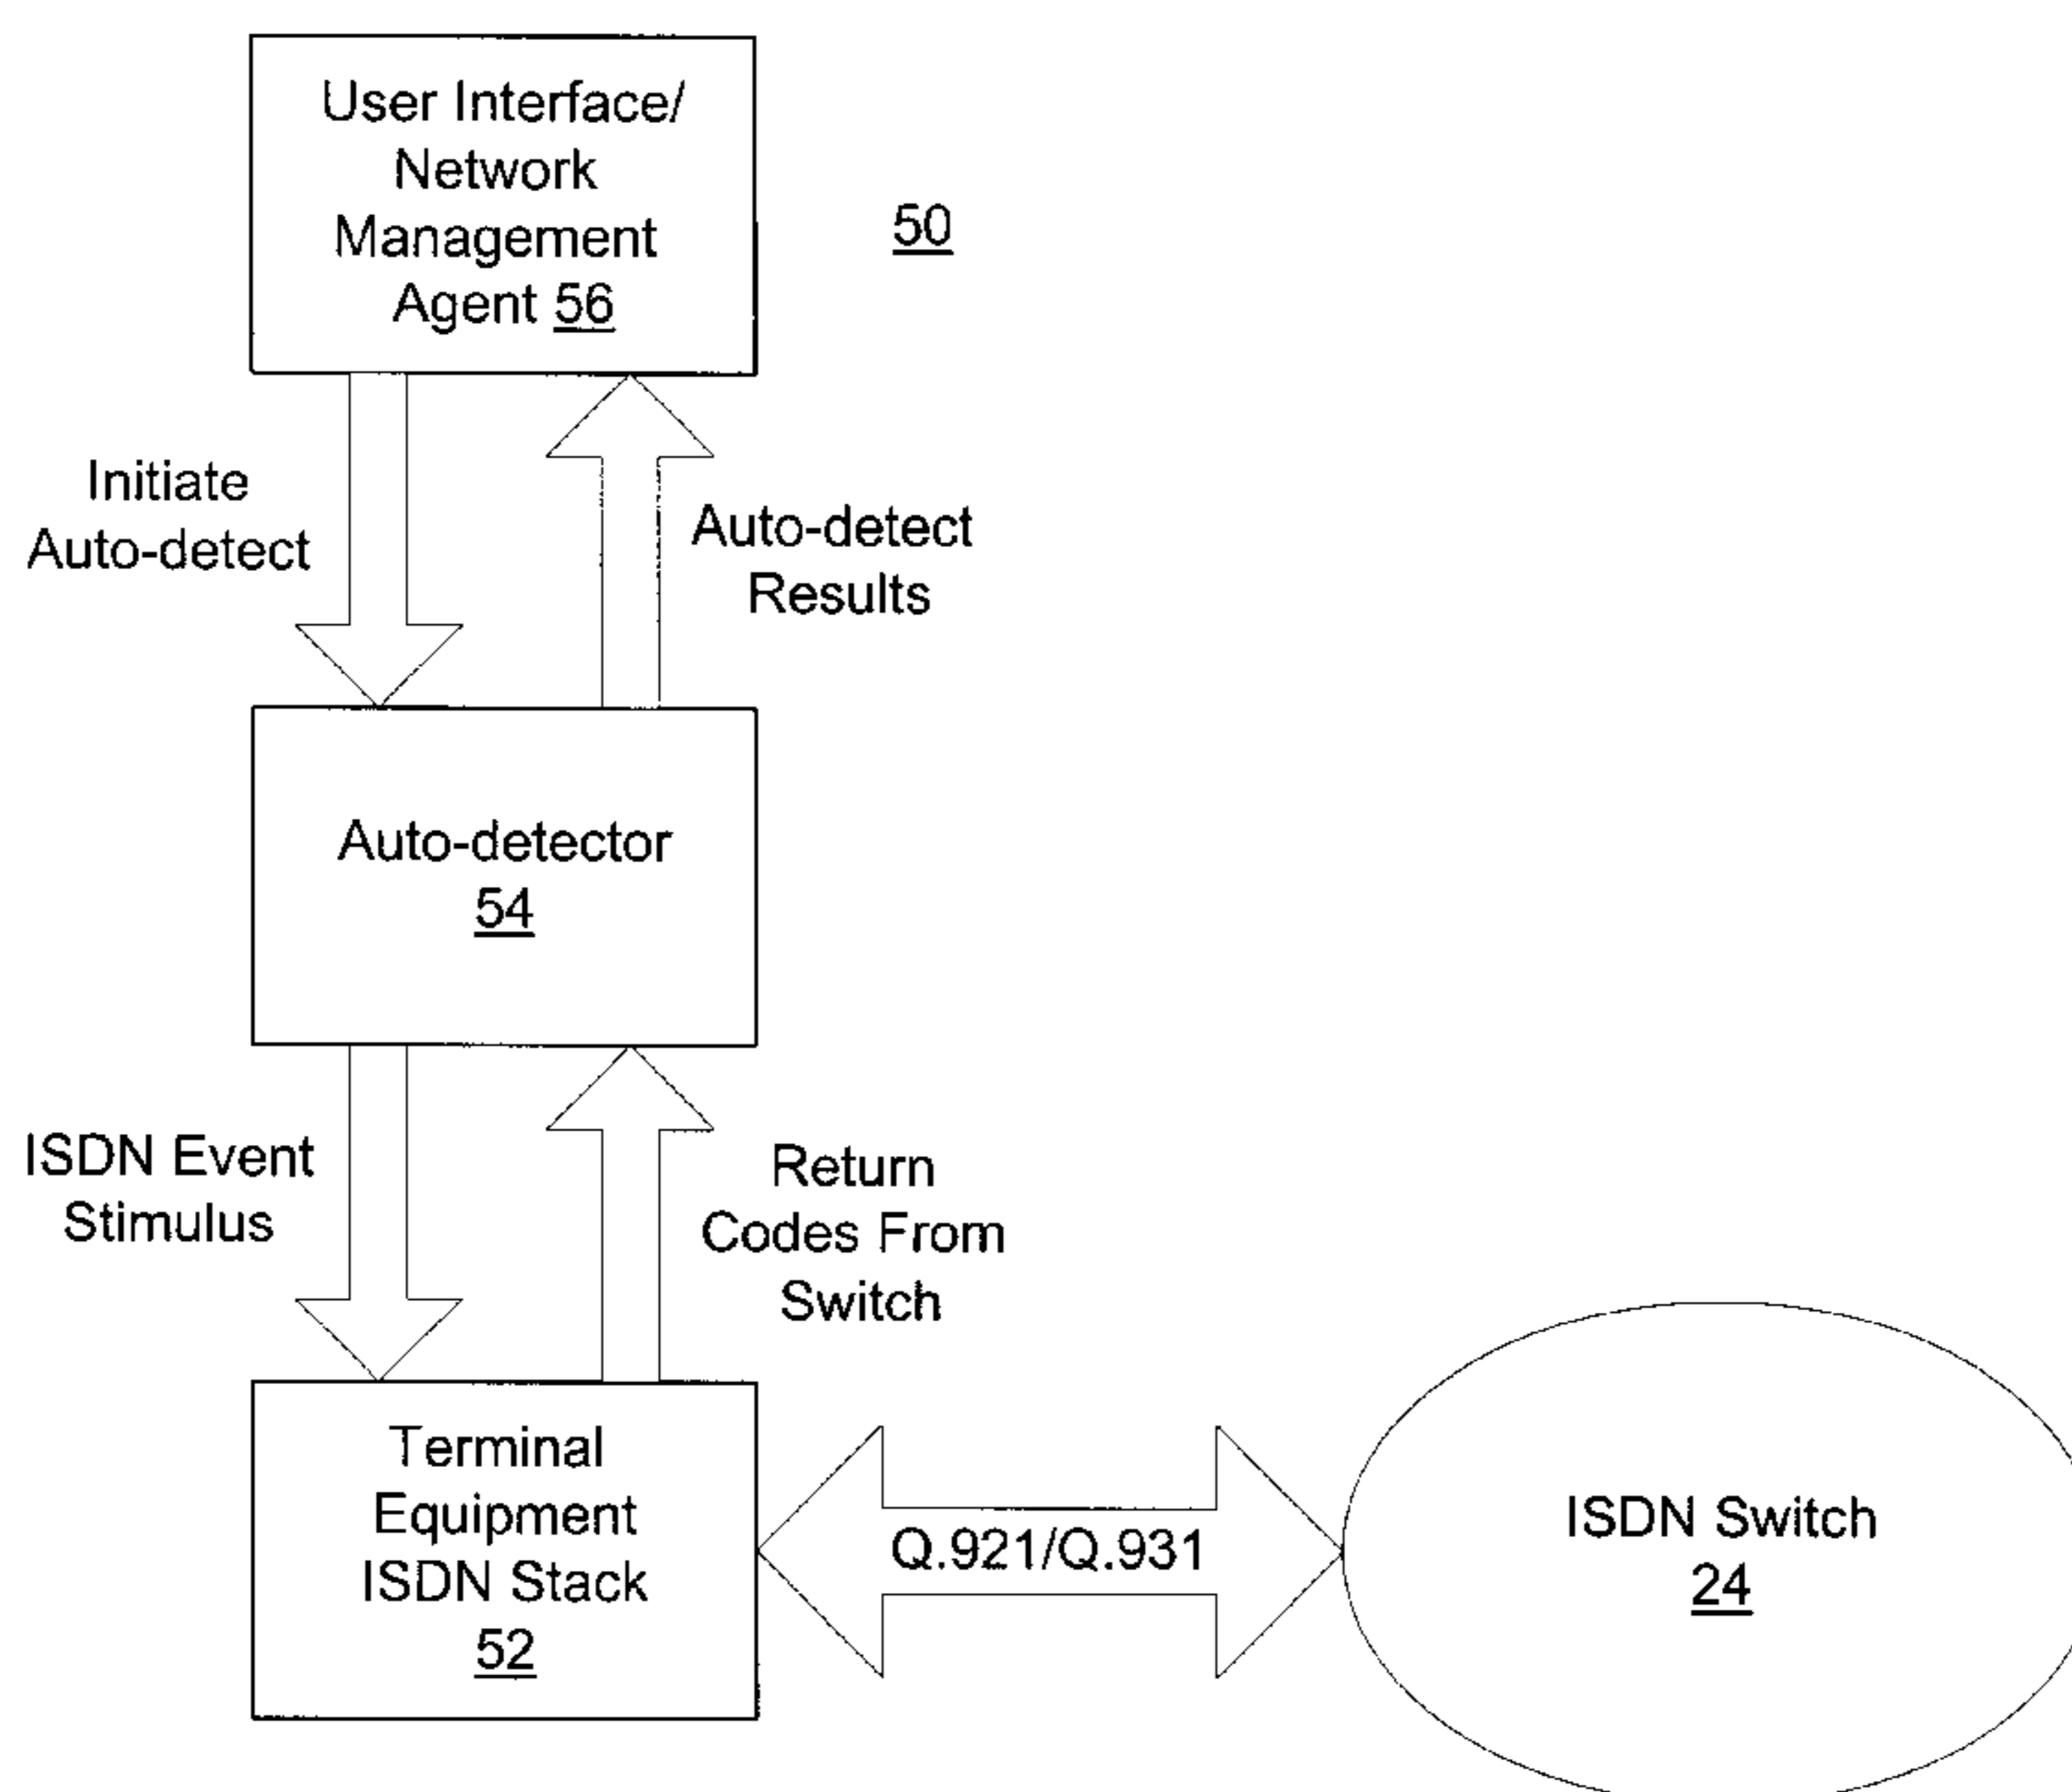 User Interface/
Network
Management
Agent 56
50
Initiate
Auto-detect
Auto-detect
Results
Auto-detector
54
ISDN Event
Stimulus
Return
Codes From
Switch
Terminal
Equipment
ISDN Stack
52
Q.921/Q.931
ISDN Switch
24